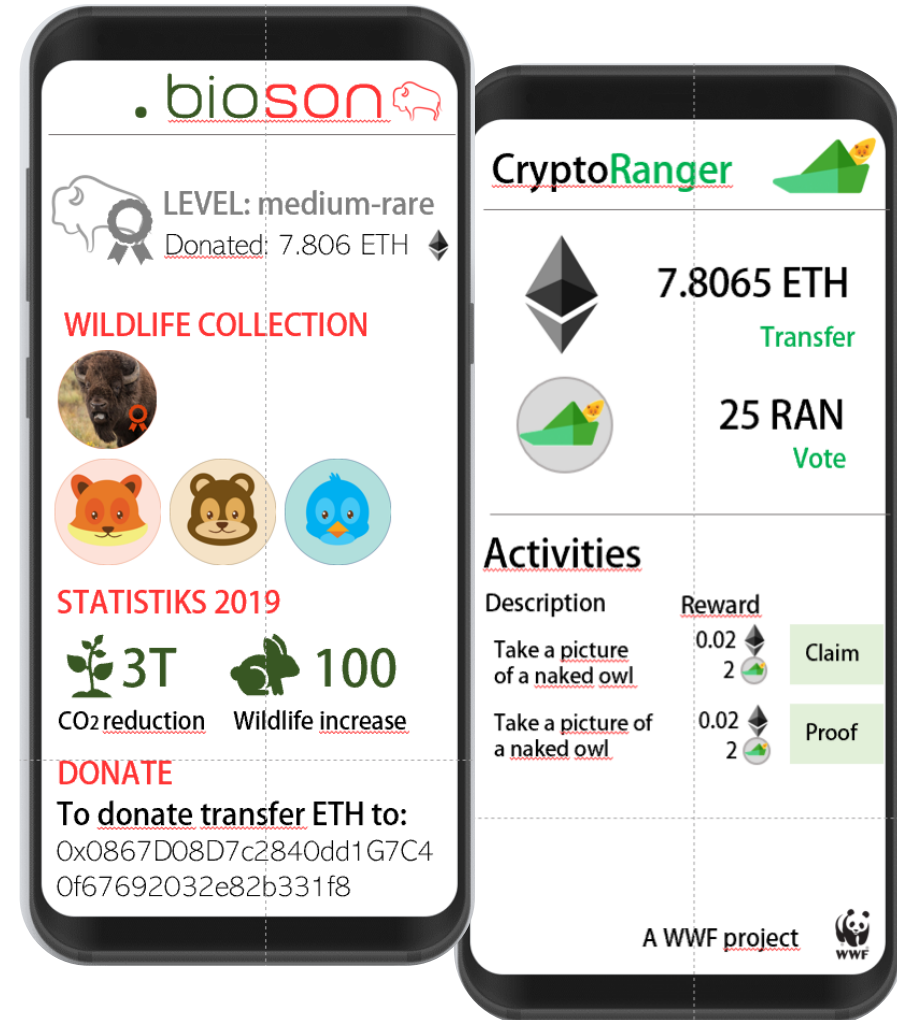 .bioson
LEVEL: medium-rare
Donated: 7.806 ETH
WILDLIFE COLLECTION
STATISTIKS 2019
3T
100
CO2 reduction
Wildlife increase
DONATE
To donate transfer ETH to:
0x0867D08D7c2840dd1G7C4
0f67692032e82b331f8
CryptoRanger
7.8065 ETH
Transfer
25 RAN
Vote
Activities
Description
Reward
Take a picture
of a naked owl
0.02
2
Claim
Take a picture of
a naked owl
0.02
2
Proof
A WWF project
WWF